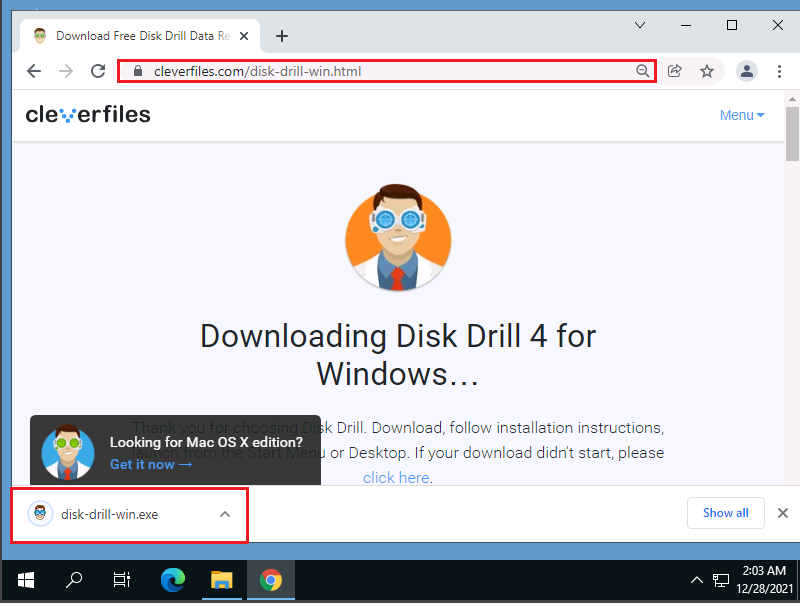 Download Free Disk Drill Data Re
cleverfiles.com/disk-drill-win.html
cleverfiles
Menu
Downloading Disk Drill 4 for
Windows...
Thank you for choosing Disk Drill. Download, follow installation instructions,
launch from the Start Menu or Desktop. If your download didn't start, please
click here.
Looking for Mac OS X edition?
Get it now →
disk-drill-win.exe
Show all
2:03 AM
12/28/2021